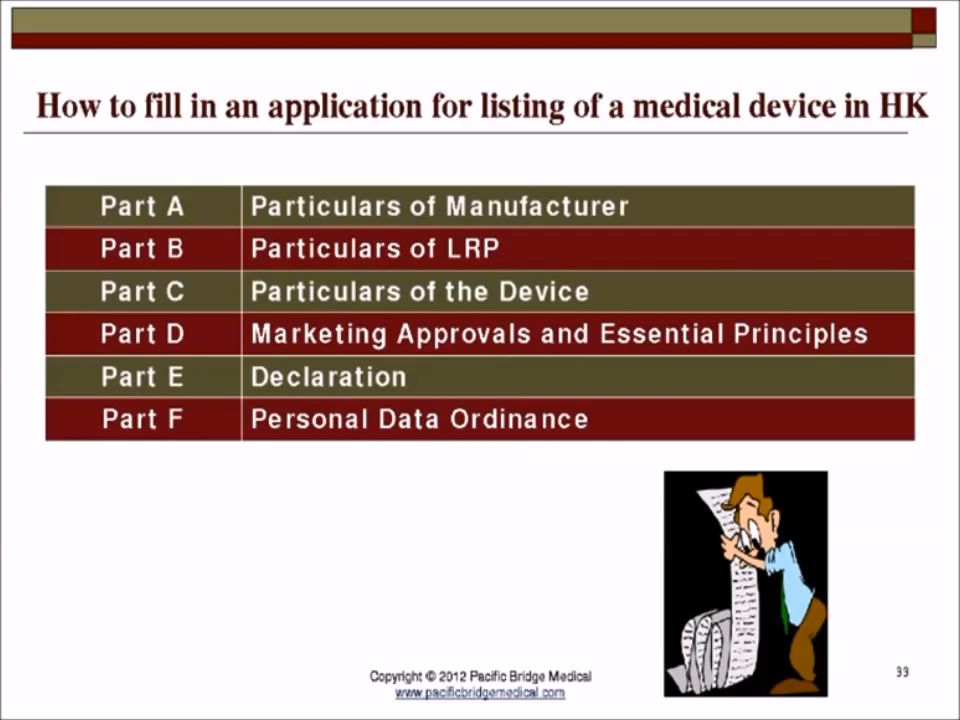 How to fill in an application for listing of a medical device in HK
Part A Particulars of Manufacturer
Part B Particulars of LRP
Part C Particulars of the Device
Part D Marketing Approvals and Essential Principles
Part E Declaration
Part F Personal Data Ordinance
Copyright © 2012 Pacific Bridge Medical
www.pacificbridgemedical.com
33